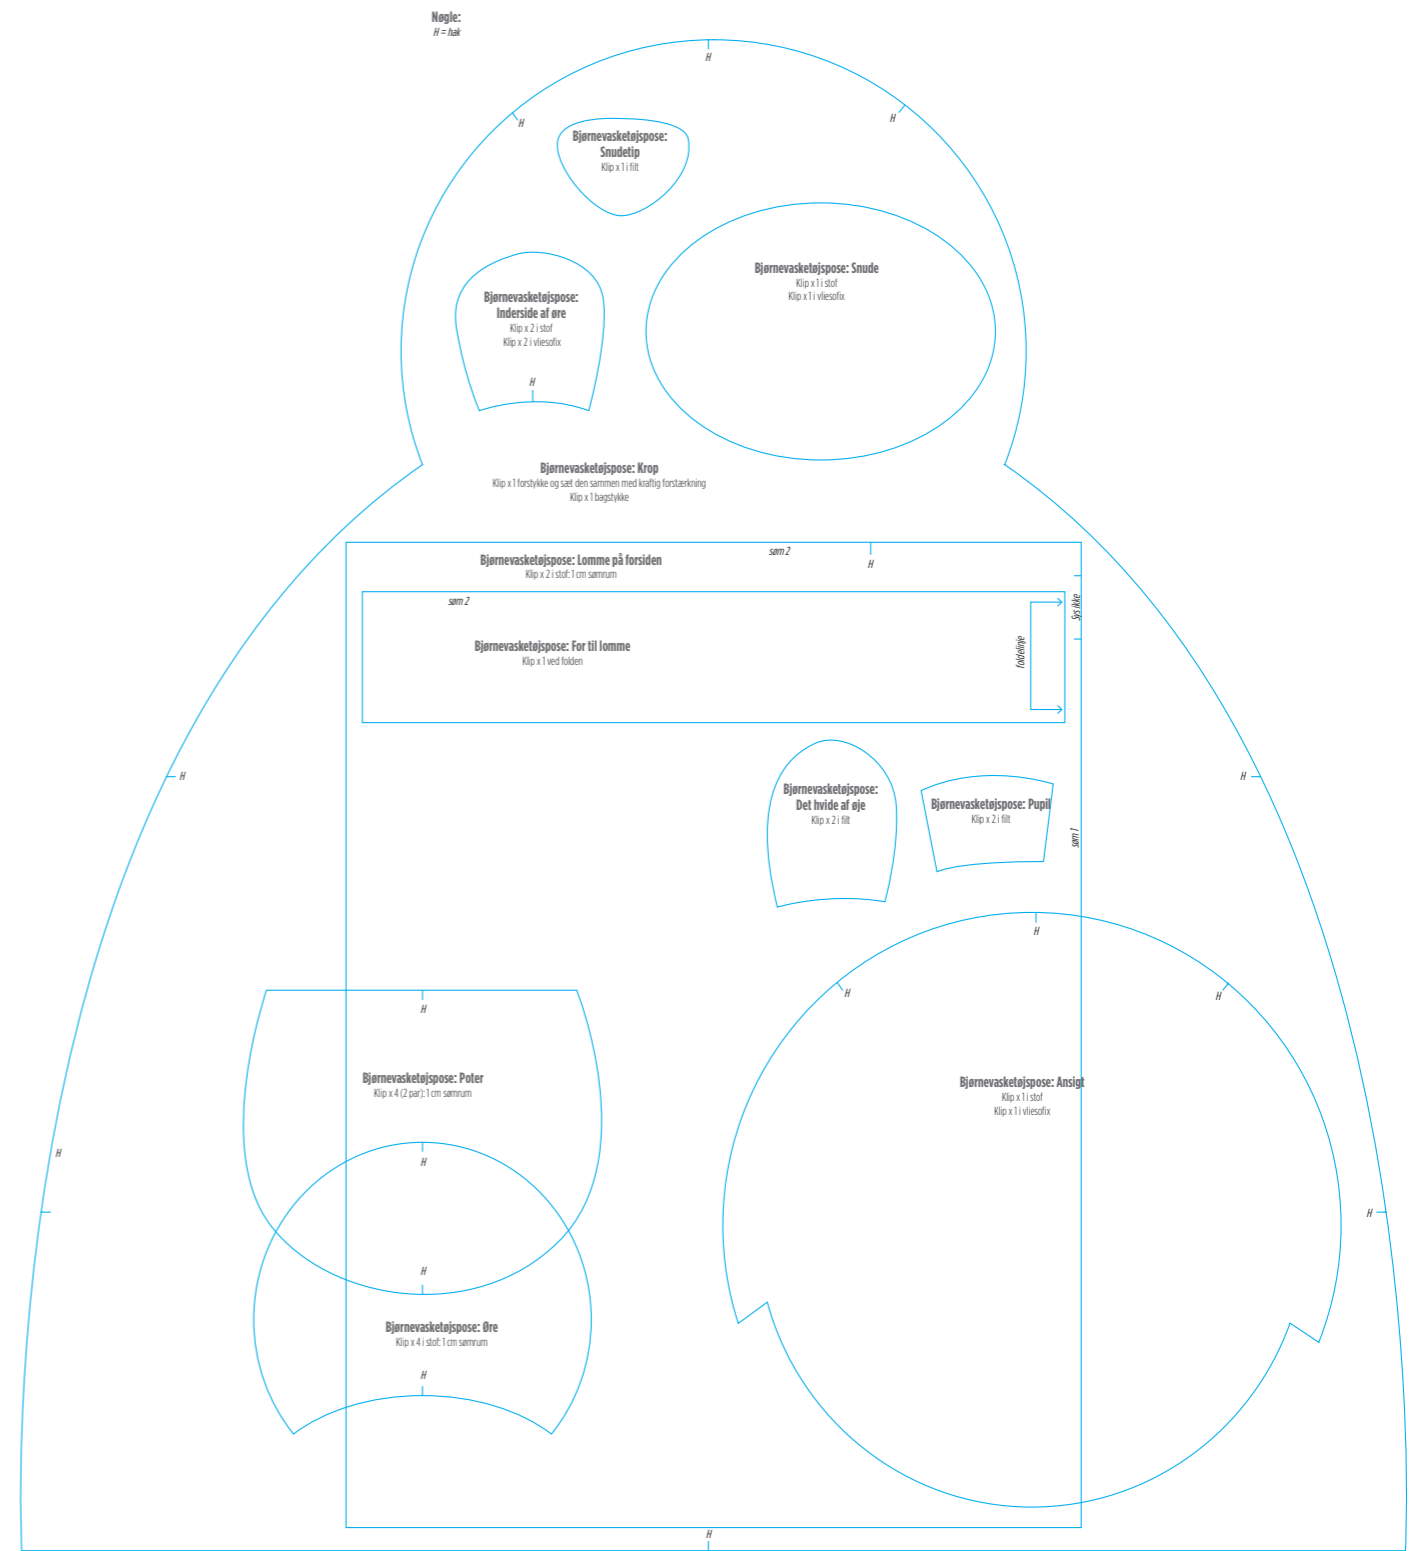 Nøgle:
H = hak
H
H
H
Bjørnevasketøjspose:
Snudetip
Klip x 1 i filt
Bjørnevasketøjspose: Snude
Klip x 1 i stof
Klip x 1 i vliesofix
Bjørnevasketøjspose:
Inderside af øre
Klip x 2 i stof
Klip x 2 i vliesofix
H
Bjørnevasketøjspose: Krop
Klip x 1 forstykke og sæt den sammen med kraftig forstærkning
Klip x 1 bagstykke
søm 2
H
Bjørnevasketøjspose: Lomme på forsiden
Klip x 2 i stof: 1 cm sømrum
Sys ikke
søm 2
Bjørnevasketøjspose: For til lomme
Klip x 1 ved folden
foldelinje
H
H
Bjørnevasketøjspose:
Det hvide af øje
Klip x 2 i filt
Bjørnevasketøjspose: Pupil
Klip x 2 i filt
søm 1
H
H
H
H
Bjørnevasketøjspose: Poter
Klip x 4 (2 par): 1 cm sømrum
Bjørnevasketøjspose: Ansigt
Klip x 1 i stof
Klip x 1 i vliesofix
H
H
H
H
Bjørnevasketøjspose: Øre
Klip x 4 i stof: 1 cm sømrum
H
H